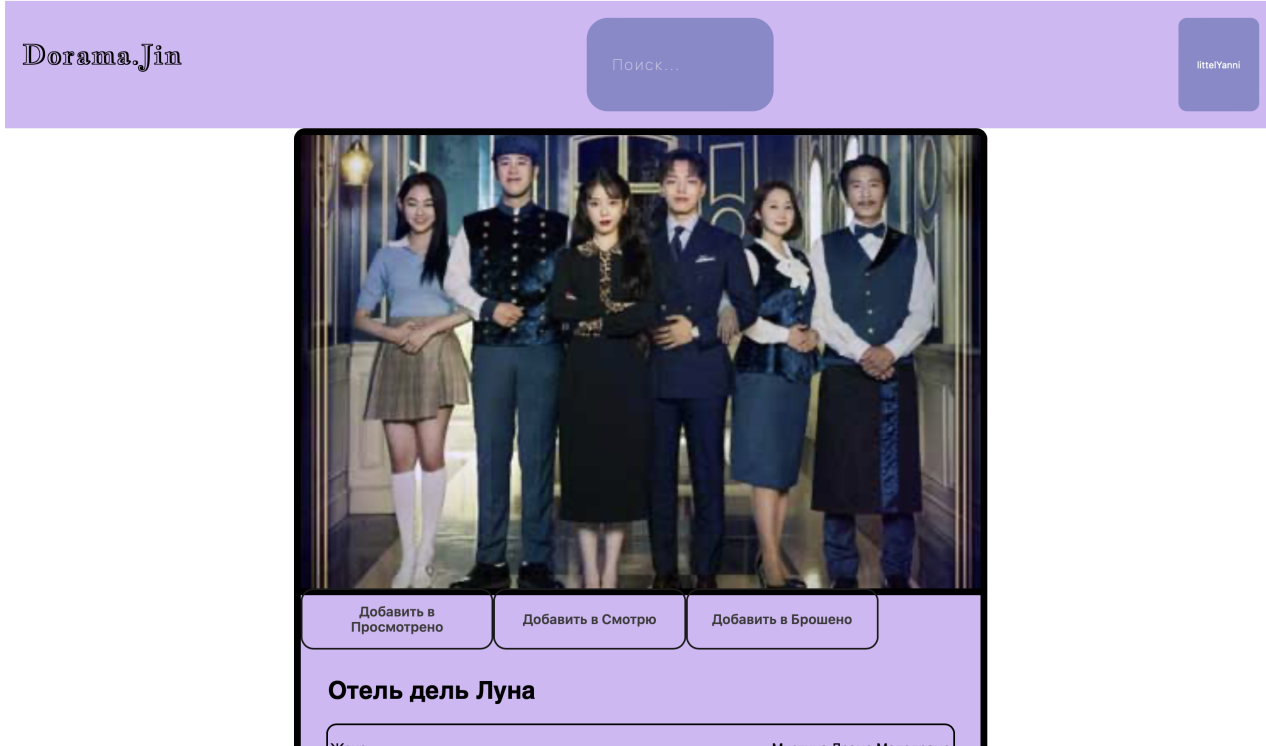 Dorama.Jin
Поиск...
littelYanni
Добавить в
Просмотрено
Добавить в Смотрю
Добавить в Брошено
Отель дель Луна